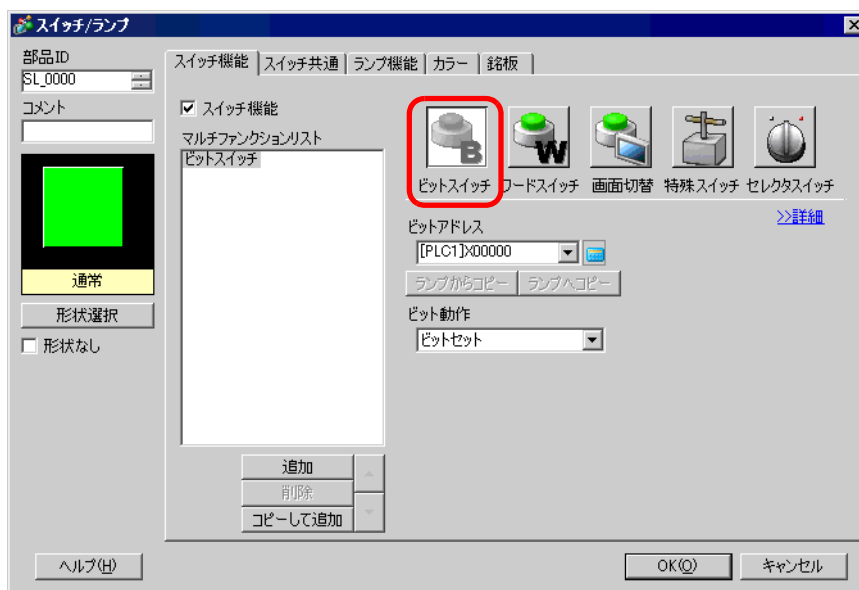 スイッチ/ランプ
部品ID
SL_0000
コメント
通常
形状選択
形状なし
スイッチ機能
スイッチ共通
ランプ機能
カラー
銘板
スイッチ機能
マルチファンクションリスト
ビットスイッチ
追加
削除
コピーして追加
B
W
ビットスイッチ
ワードスイッチ
画面切替
特殊スイッチ
セレクタスイッチ
>>詳細
ビットアドレス
[PLC1]X00000
ランプからコピー
ランプへコピー
ビット動作
ビットセット
ヘルプ(H)
OK(O)
キャンセル